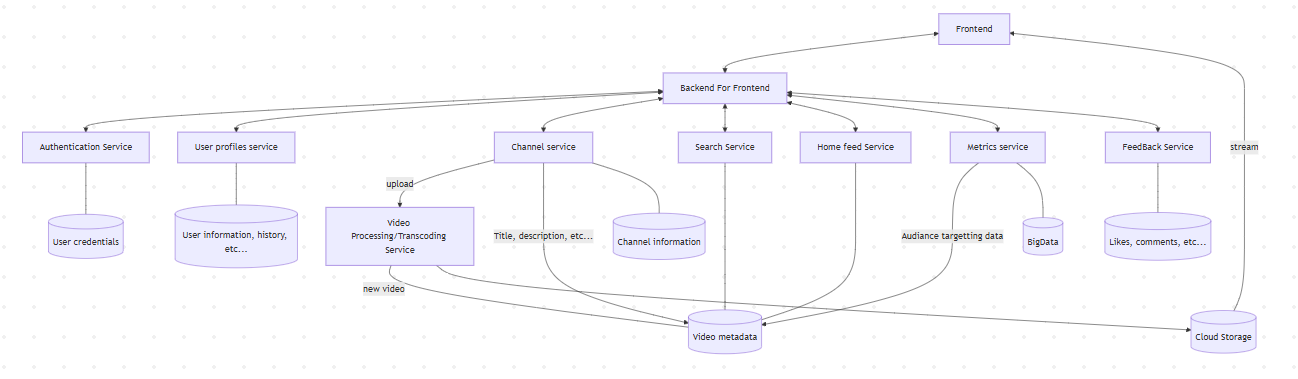 Frontend
Backend For Frontend
Authentication Service
User profiles service
Channel service
Search Service
Home feed Service
Metrics service
FeedBack Service
stream
upload
Video
Processing/Transcoding
Service
Title, description, etc...
Channel information
Audiance targetting data
BigData
Likes, comments, etc...
User credentials
User information, history,
etc...
new video
Video metadata
Cloud Storage